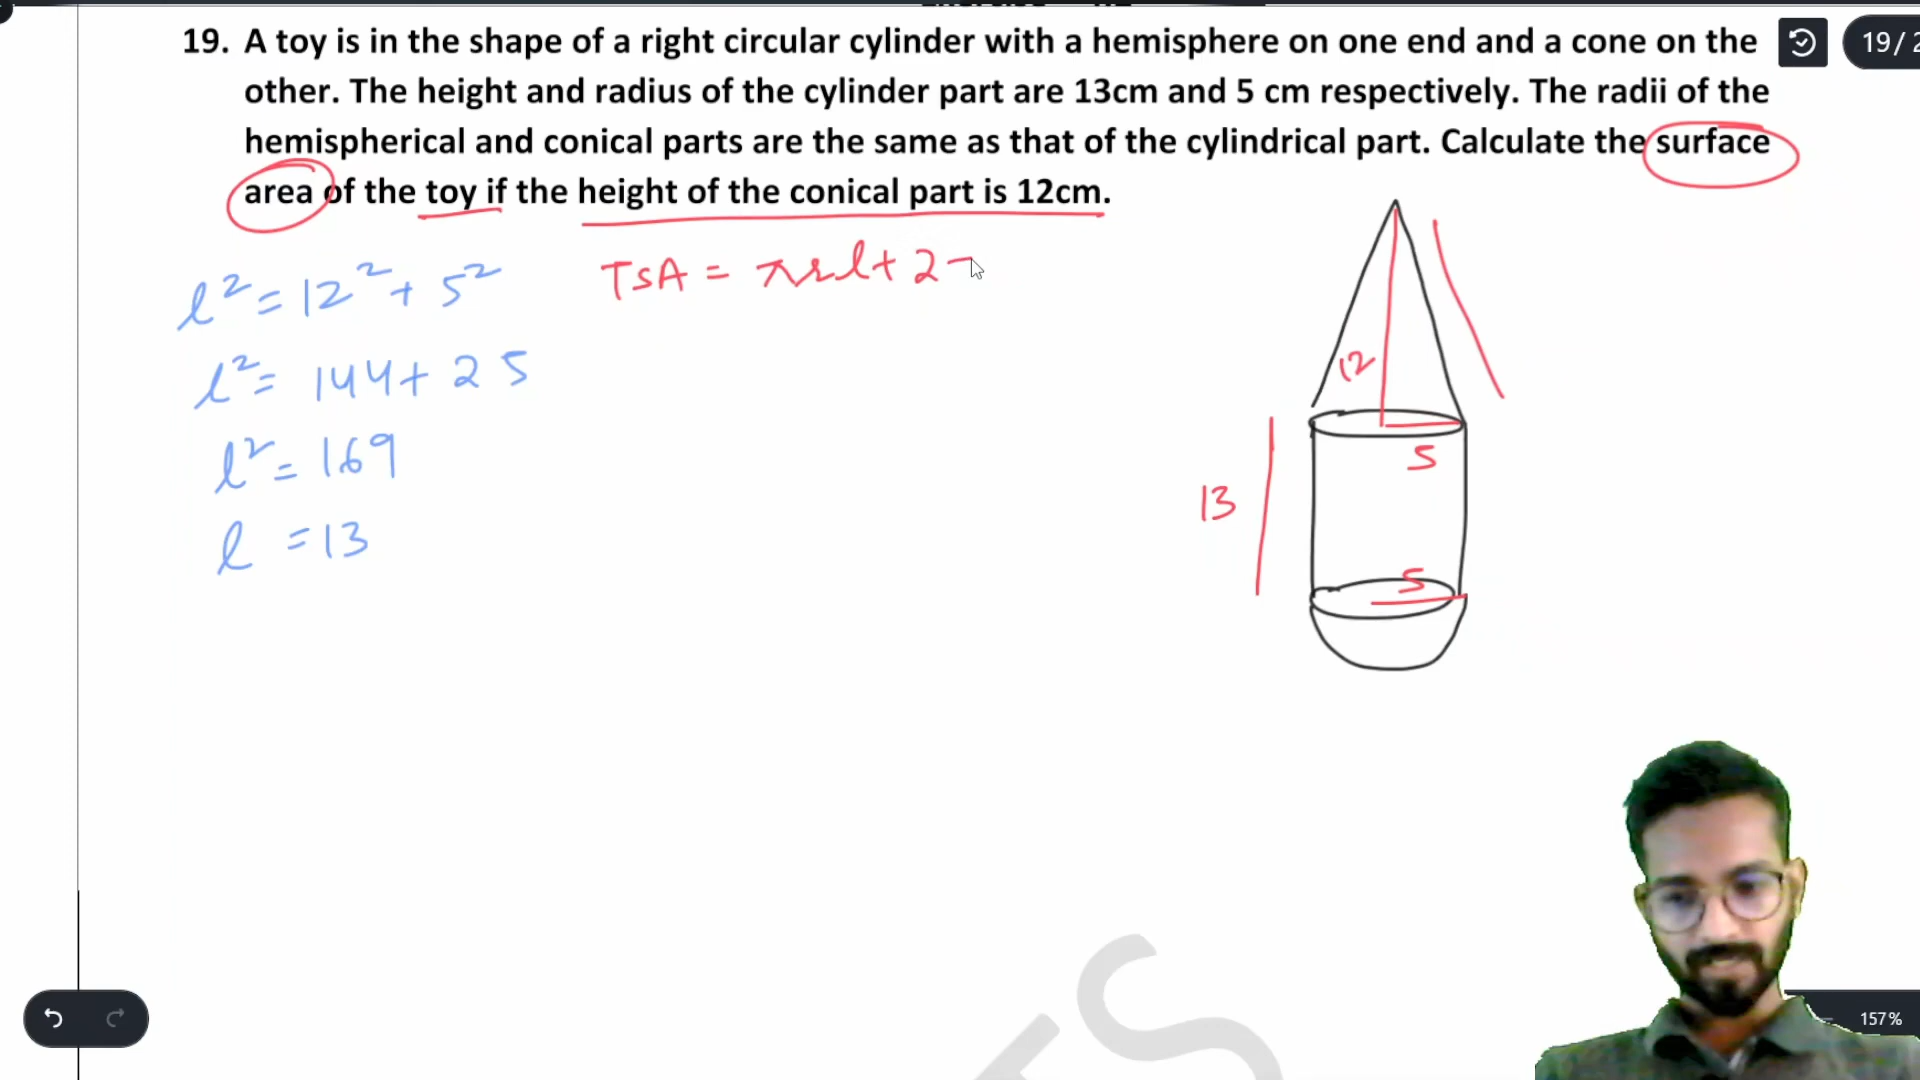 19. A toy is in the shape of a right circular cylinder with a hemisphere on one end and a cone on the
other. The height and radius of the cylinder part are 13cm and 5 cm respectively. The radii of the
hemispherical and conical parts are the same as that of the cylindrical part. Calculate the surface
area of the toy if the height of the conical part is 12cm.
19/2
l² = 12² + 5²
l² = 144 + 25
l² = 169
l = 13
TSA = πrl + 2
12
5
13
5
TS
157%